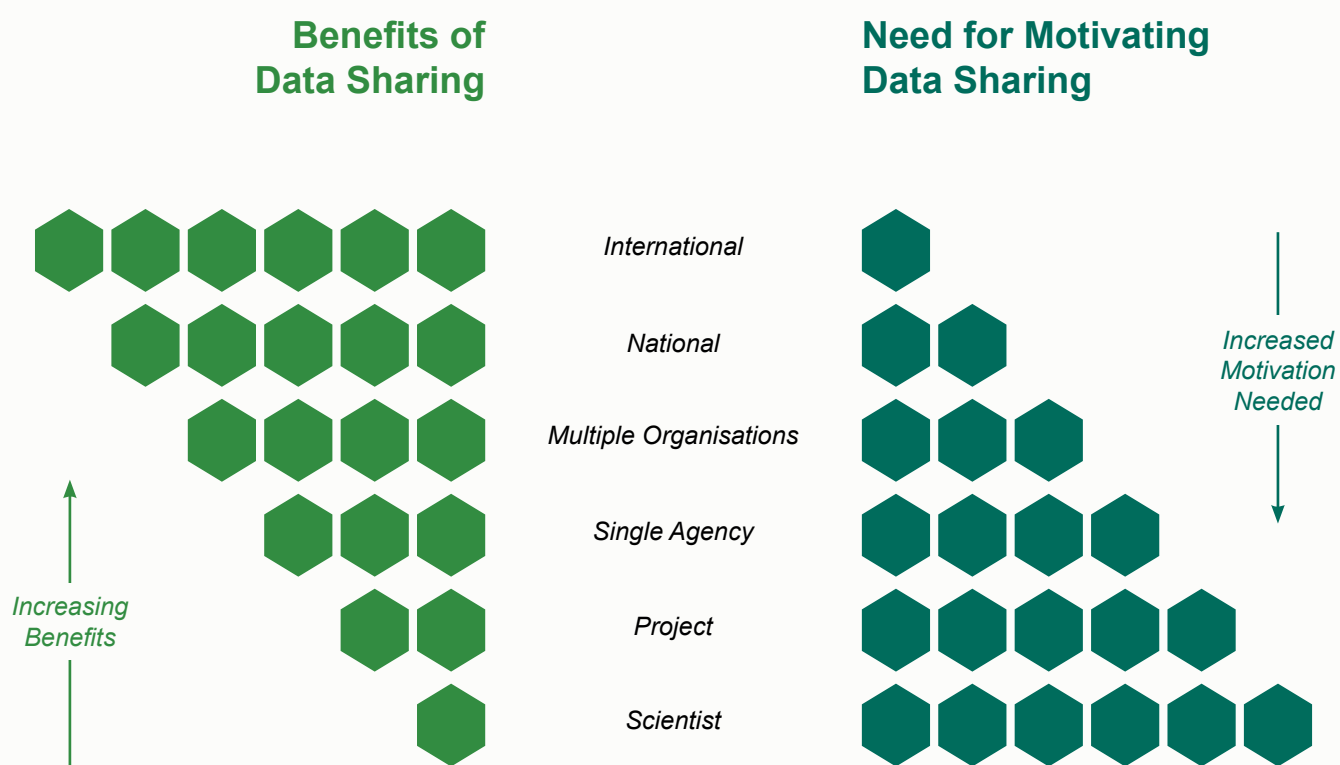 Benefits of
Data Sharing
Need for Motivating
Data Sharing
International
National
Multiple Organisations
Single Agency
Project
Scientist
Increasing
Benefits
Increased
Motivation
Needed